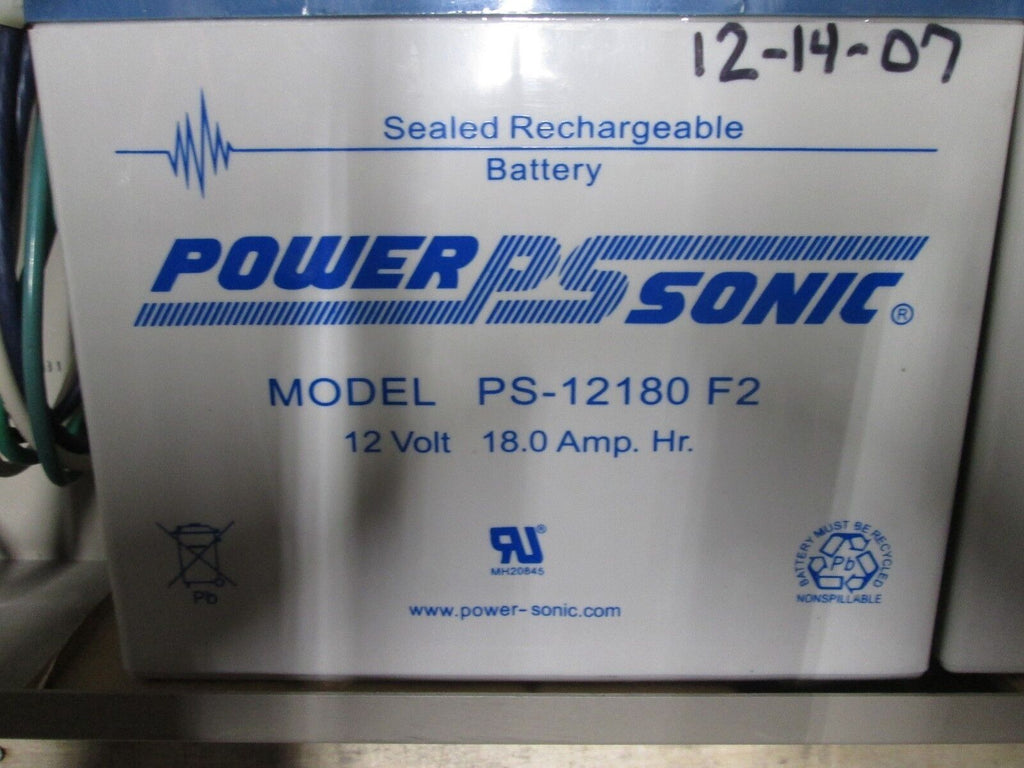 12-14-07
Sealed Rechargeable
Battery
POWER PS SONIC ®
MODEL PS-12180 F2
12 Volt 18.0 Amp. Hr.
Pb
RU®
MH20845
BATTERY MUST BE RECYCLED
Pb
NONSPILLABLE
www.power-sonic.com